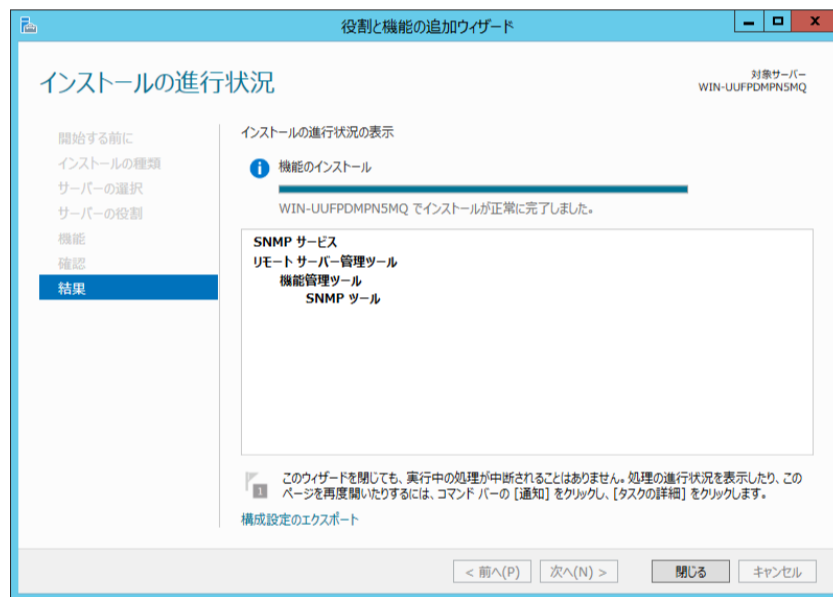 役割と機能の追加ウィザード
インストールの進行状況
対象サーバー
WIN-UUFPDMPN5MQ
開始する前に
インストールの種類
サーバーの選択
サーバーの役割
機能
確認
結果
インストールの進行状況の表示
機能のインストール
WIN-UUFPDMPN5MQ でインストールが正常に完了しました。
SNMP サービス
リモート サーバー管理ツール
機能管理ツール
SNMP ツール
1
このウィザードを閉じても、実行中の処理が中断されることはありません。処理の進行状況を表示したり、この
ページを再度開いたりするには、コマンド バーの [通知] をクリックし、[タスクの詳細] をクリックします。
構成設定のエクスポート
< 前へ(P)
次へ(N) >
閉じる
キャンセル